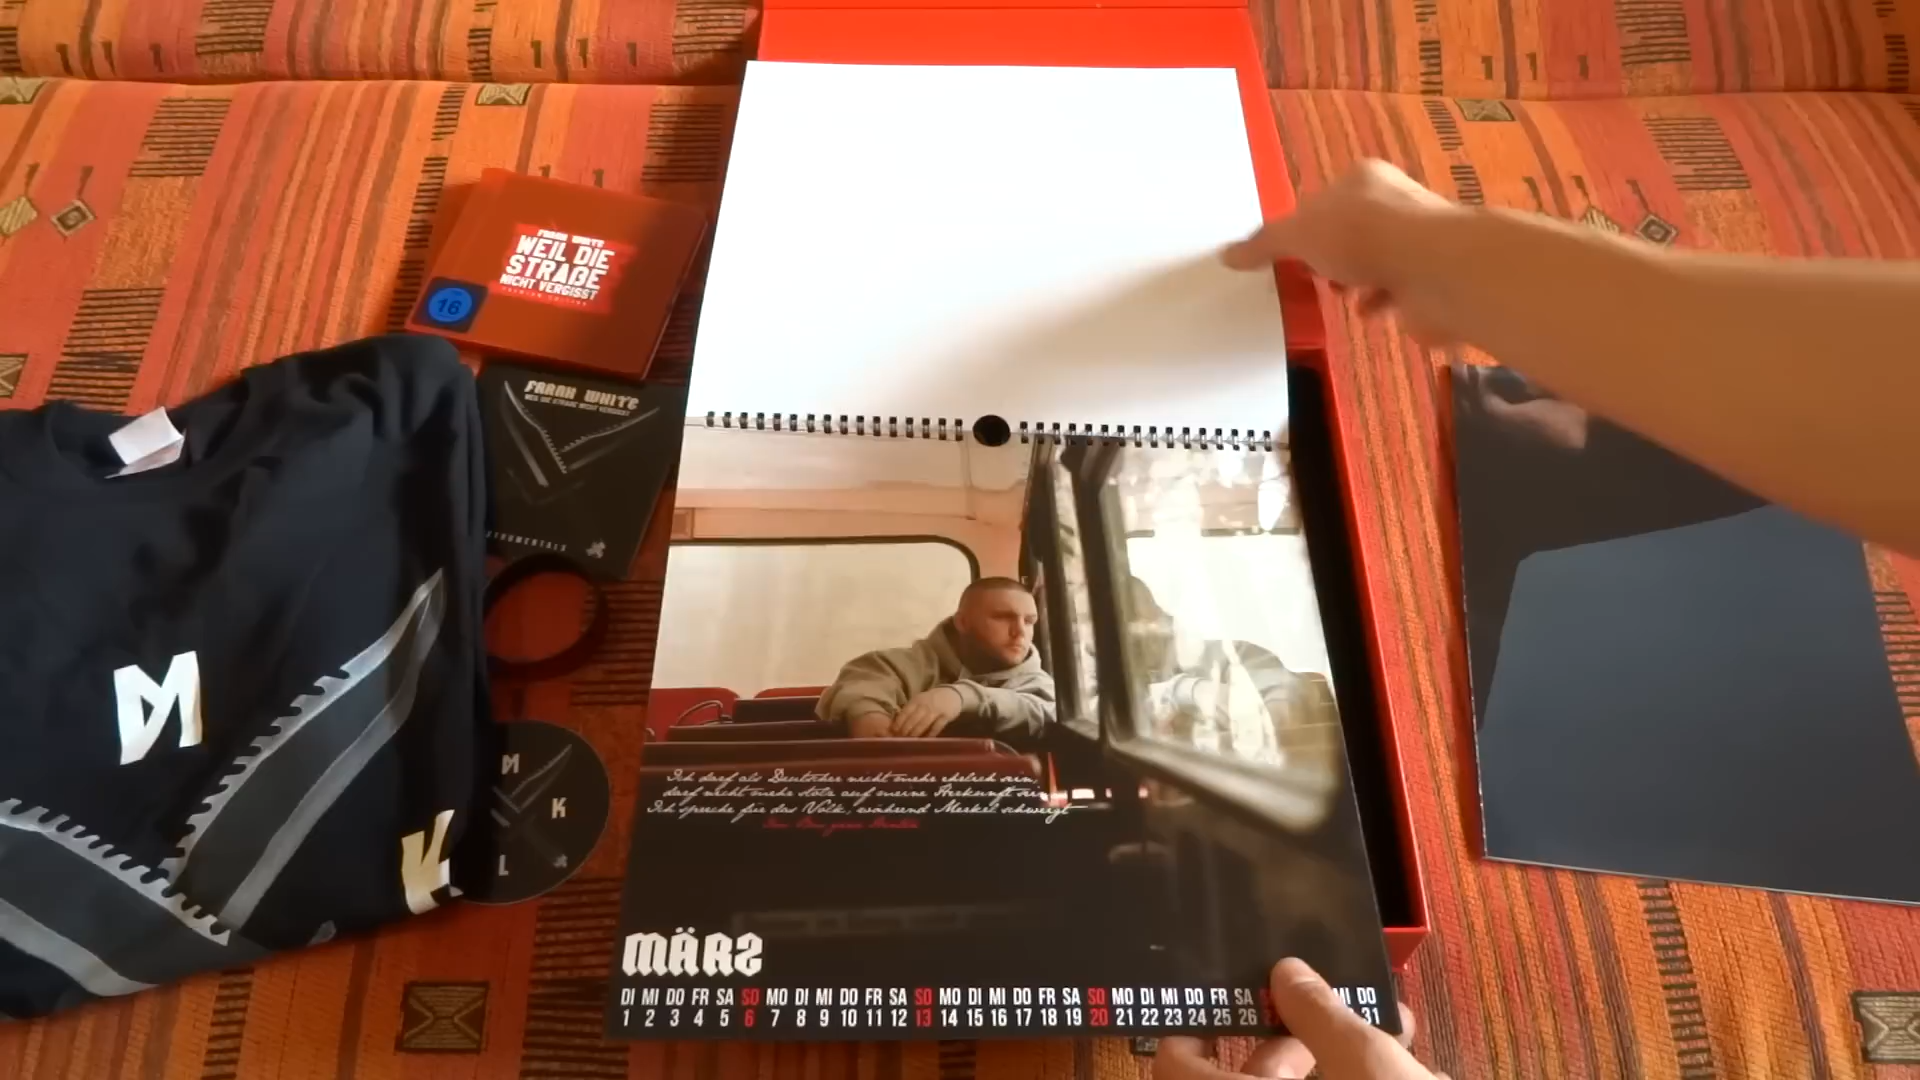 FARAH WHITE
WEIL DIE
STRAßE
NICHT VERGISST
PREMIUM EDITION
16
FARAH WHITE
WEIL DIE STRAßE NICHT VERGISST
M
K
M
K
L
Ich darf als Deutscher nicht mehr ehrlich sein,
darf nicht mehr stolz auf meine Herkunft sein
Ich spreche für das Volk, während Merkel schweigt
MÄRZ
DI MI DO FR SA SO MO DI MI DO FR SA SO MO DI MI DO FR SA SO MO DI MI DO FR SA MI DO
1 2 3 4 5 6 7 8 9 10 11 12 13 14 15 16 17 18 19 20 21 22 23 24 25 26 31